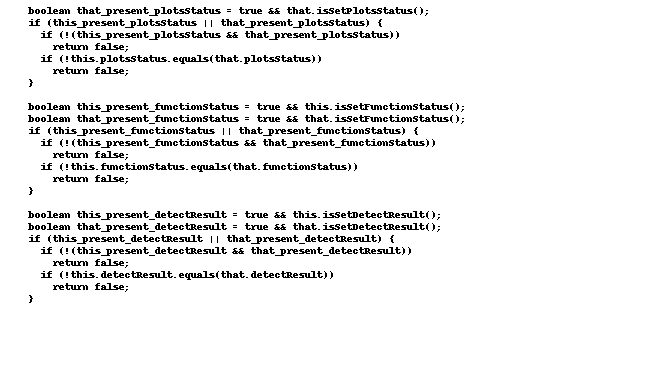 boolean that_present_plotsStatus = true && that.isSetPlotsStatus();
if (this_present_plotsStatus || that_present_plotsStatus) {
  if (!(this_present_plotsStatus && that_present_plotsStatus))
    return false;
  if (!this.plotsStatus.equals(that.plotsStatus))
    return false;
}

boolean this_present_functionStatus = true && this.isSetFunctionStatus();
boolean that_present_functionStatus = true && that.isSetFunctionStatus();
if (this_present_functionStatus || that_present_functionStatus) {
  if (!(this_present_functionStatus && that_present_functionStatus))
    return false;
  if (!this.functionStatus.equals(that.functionStatus))
    return false;
}

boolean this_present_detectResult = true && this.isSetDetectResult();
boolean that_present_detectResult = true && that.isSetDetectResult();
if (this_present_detectResult || that_present_detectResult) {
  if (!(this_present_detectResult && that_present_detectResult))
    return false;
  if (!this.detectResult.equals(that.detectResult))
    return false;
}